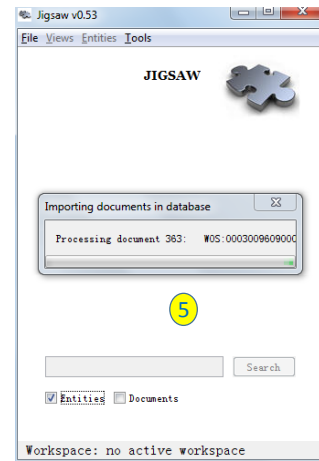 Jigsaw v0.53
File Views Entities Tools
JIGSAW
Importing documents in database
Processing document 363: WOS:0003009609000
5
Search
Entities Documents
Workspace: no active workspace